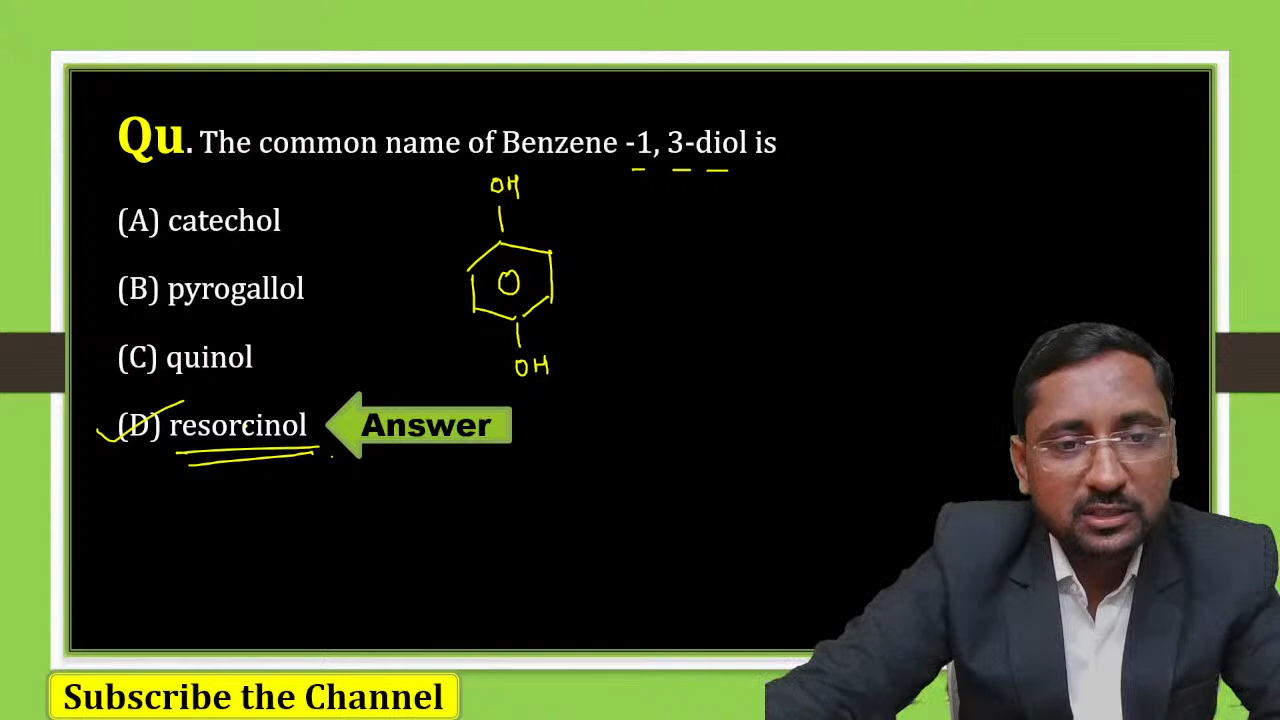 Qu. The common name of Benzene -1, 3-diol is
OH
(A) catechol
(B) pyrogallol
(C) quinol
OH
(D) resorcinol
Answer
Subscribe the Channel